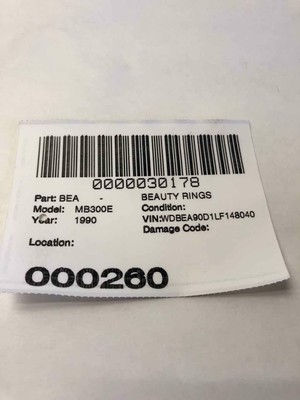 0000030178
Part: BEA - BEAUTY RINGS
Model: MB300E Condition:
Year: 1990 VIN:WDBEA90D1LF148040
Damage Code:
Location:
000260